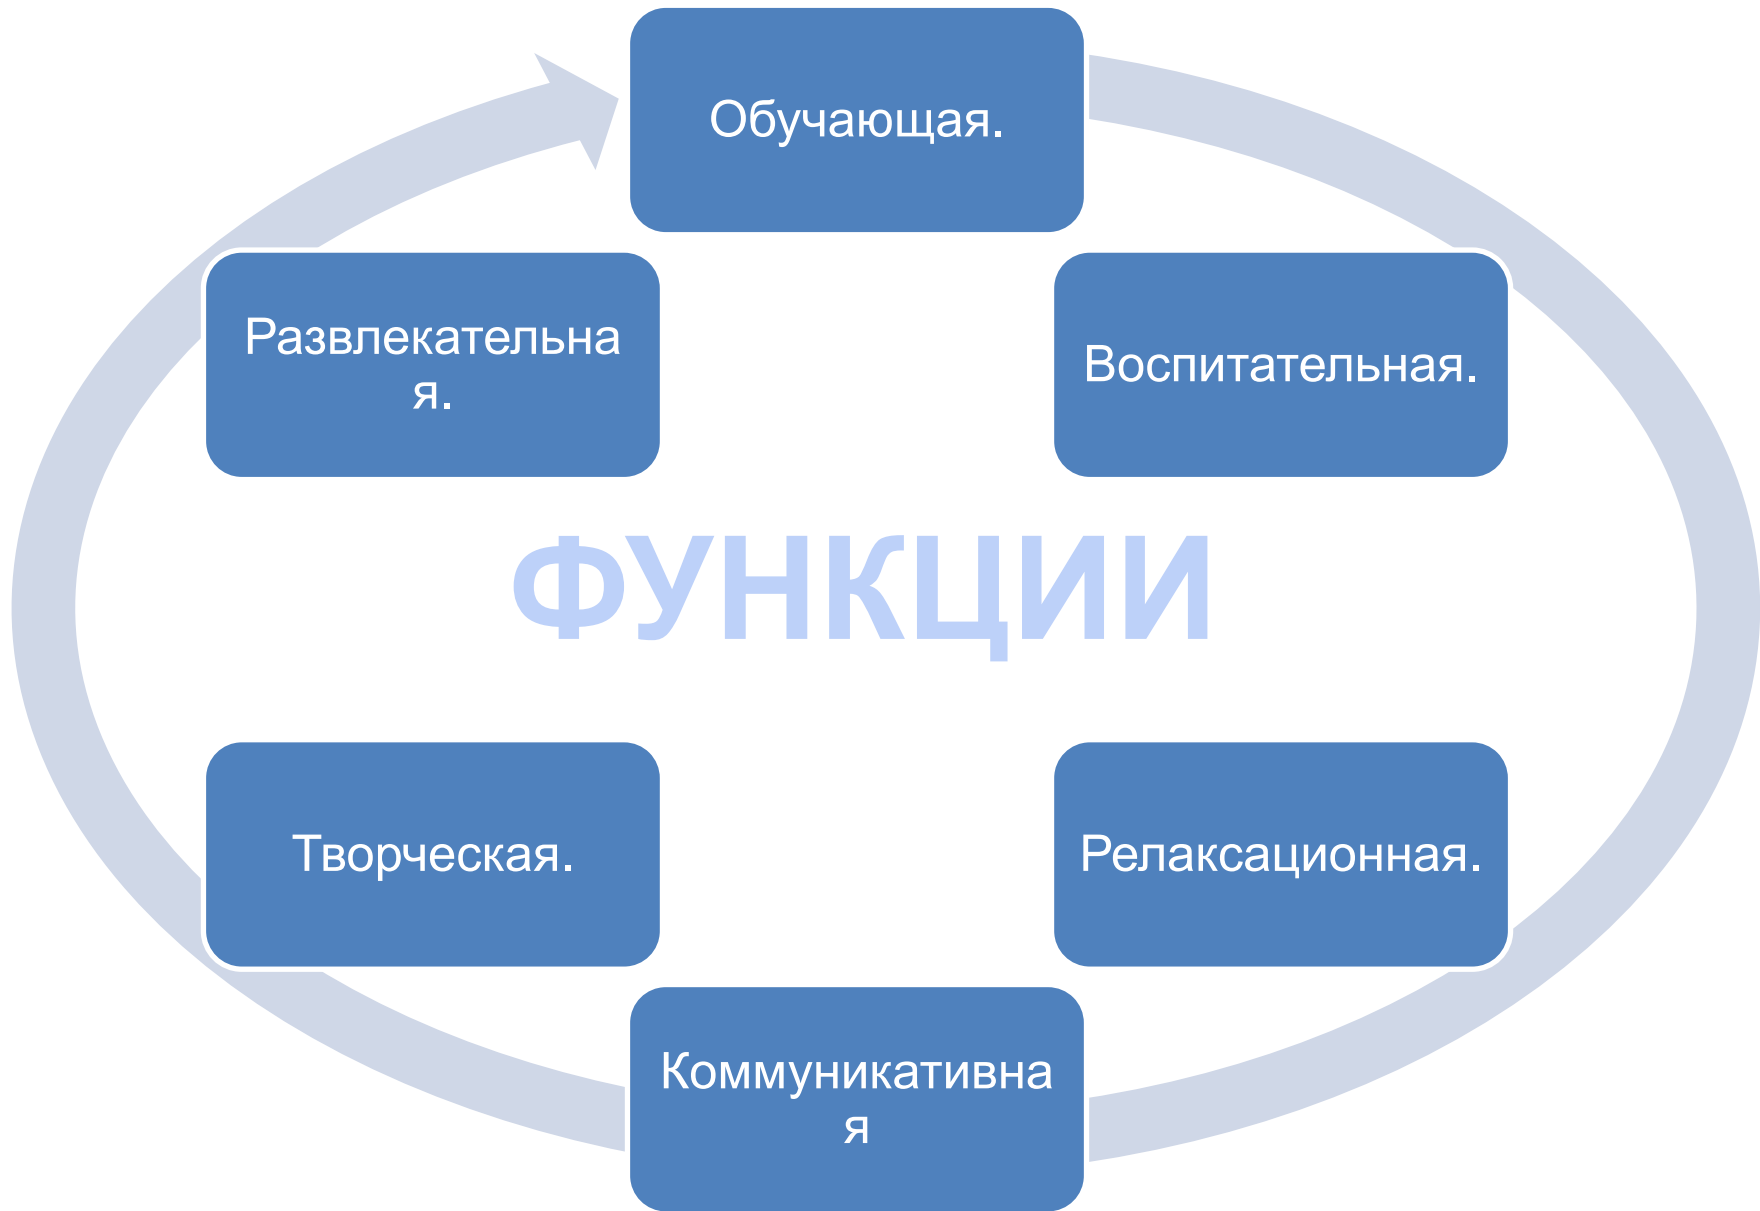 Обучающая.
Развлекательна
я.
Воспитательная.
ФУНКЦИИ
Творческая.
Релаксационная.
Коммуникативна
я